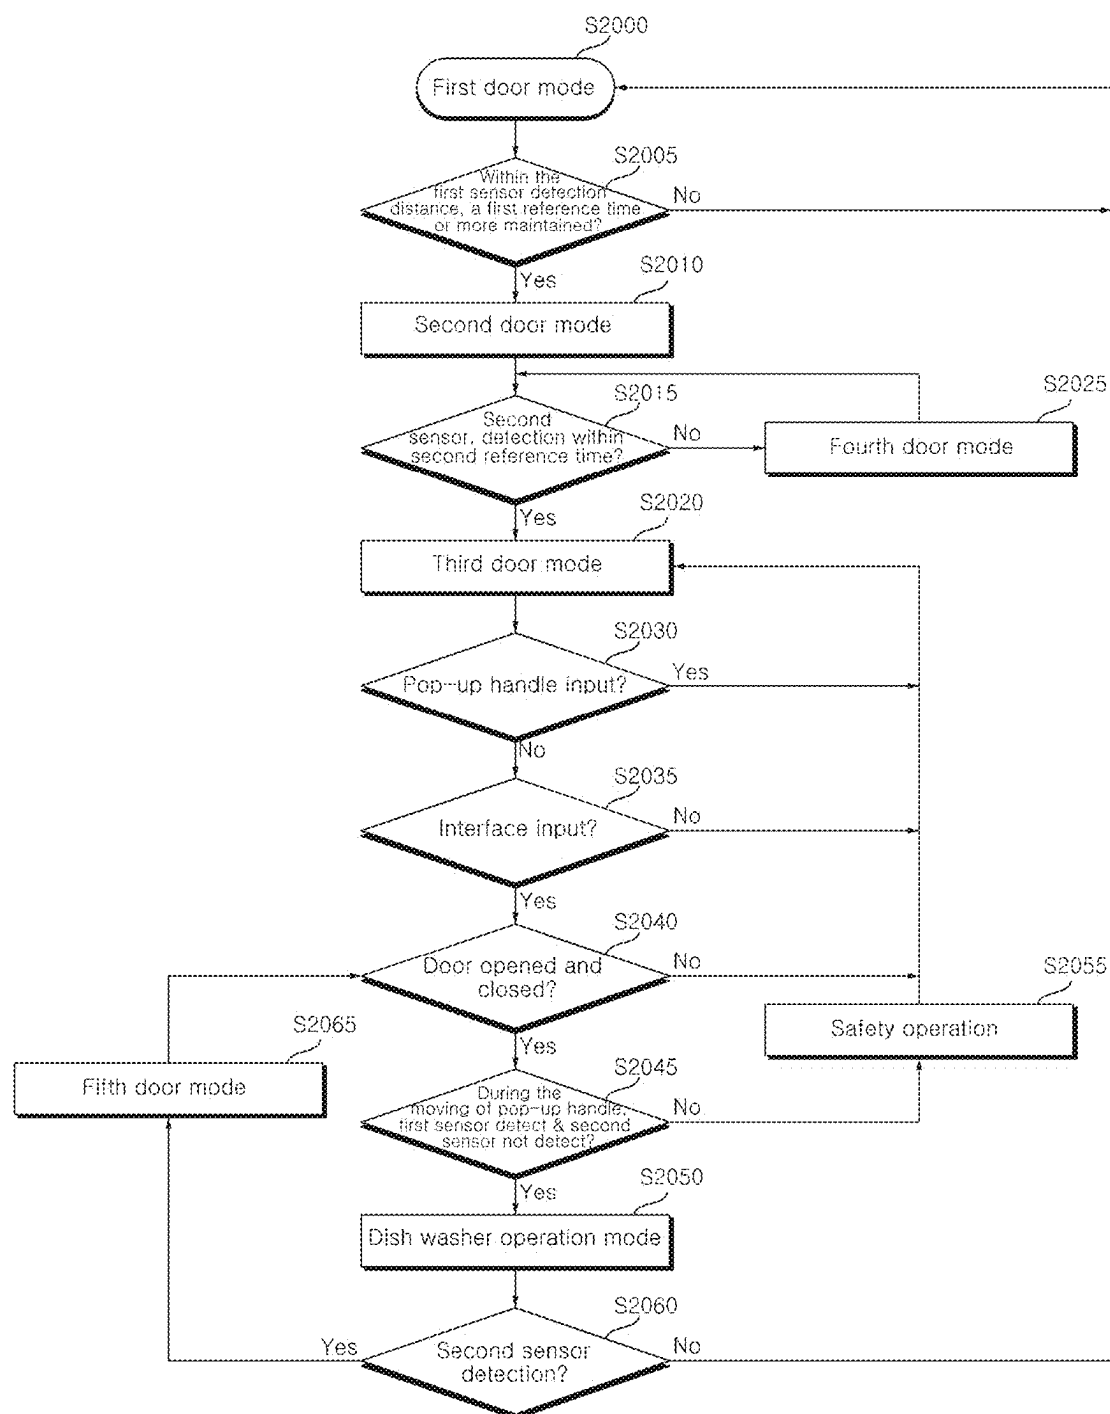 S2000
First door mode
S2005
Within the
first sensor detection
distance, a first reference time
or more maintained?
No
Yes
S2010
Second door mode
S2015
Second
sensor, detection within
second reference time?
No
S2025
Fourth door mode
Yes
S2020
Third door mode
S2030
Pop-up handle input?
Yes
No
S2035
Interface input?
No
Yes
S2040
Door opened and
closed?
No
S2055
Safety operation
Yes
S2065
Fifth door mode
S2045
During the
moving of pop-up handle,
first sensor detect & second
sensor not detect?
No
Yes
S2050
Dish washer operation mode
S2060
Second sensor
detection?
Yes
No